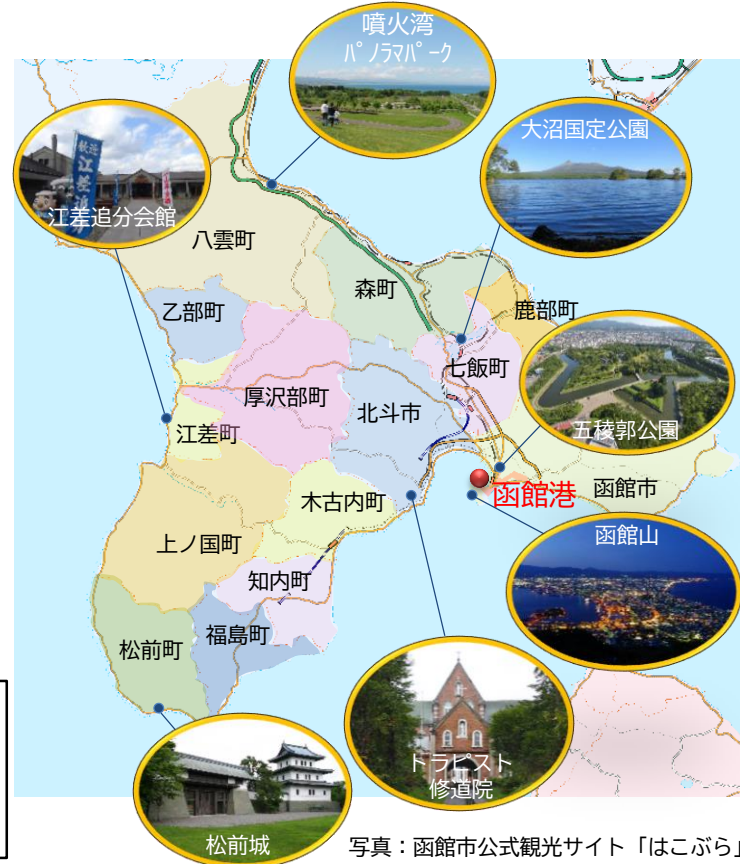 噴火湾
パノラマパーク
大沼国定公園
江差追分会館
八雲町
森町
乙部町
鹿部町
七飯町
厚沢部町
北斗市
江差町
五稜郭公園
函館港
函館市
木古内町
函館山
上ノ国町
知内町
福島町
松前町
トラピスト
修道院
松前城
写真：函館市公式観光サイト「はこぶら」